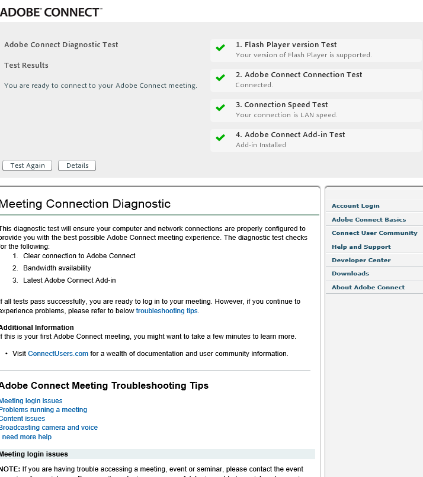 ADOBE® CONNECT™
Adobe Connect Diagnostic Test
Test Results
You are ready to connect to your Adobe Connect meeting.
1. Flash Player version Test
Your version of Flash Player is supported.
2. Adobe Connect Connection Test
Connected.
3. Connection Speed Test
Your connection is LAN speed.
4. Adobe Connect Add-in Test
Add-in Installed
Test Again
Details
Meeting Connection Diagnostic
This diagnostic test will ensure your computer and network connections are properly configured to
provide you with the best possible Adobe Connect meeting experience. The diagnostic test checks
for the following:
1. Clear connection to Adobe Connect
2. Bandwidth availability
3. Latest Adobe Connect Add-in
If all tests pass successfully, you are ready to log in to your meeting. However, if you continue to
experience problems, please refer to below troubleshooting tips.
Additional Information
If this is your first Adobe Connect meeting, you might want to take a few minutes to learn more.
• Visit ConnectUsers.com for a wealth of documentation and user community information.
Adobe Connect Meeting Troubleshooting Tips
Meeting login issues
Problems running a meeting
Content issues
Broadcasting camera and voice
I need more help
Meeting login issues
NOTE: If you are having trouble accessing a meeting, event or seminar, please contact the event
Account Login
Adobe Connect Basics
Connect User Community
Help and Support
Developer Center
Downloads
About Adobe Connect